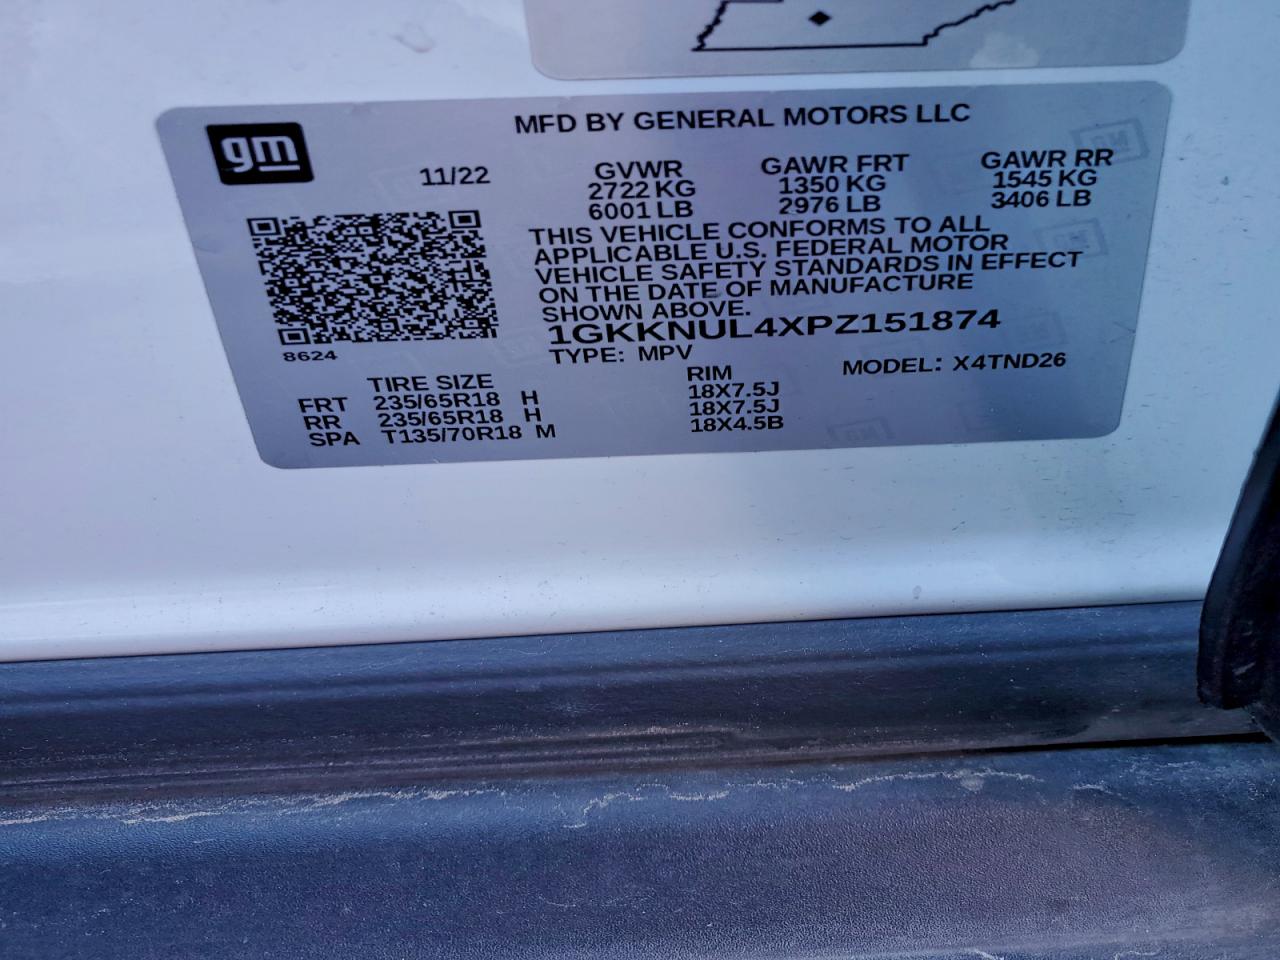 gm
MFD BY GENERAL MOTORS LLC
11/22
GVWR
2722 KG
6001 LB
GAWR FRT
1350 KG
2976 LB
GAWR RR
1545 KG
3406 LB
THIS VEHICLE CONFORMS TO ALL
APPLICABLE U.S. FEDERAL MOTOR
VEHICLE SAFETY STANDARDS IN EFFECT
ON THE DATE OF MANUFACTURE
SHOWN ABOVE.
1GKKNUL4XPZ151874
8624
TYPE: MPV
MODEL: X4TND26
TIRE SIZE RIM
FRT 235/65R18 H 18X7.5J
RR 235/65R18 H 18X7.5J
SPA T135/70R18 M 18X4.5B